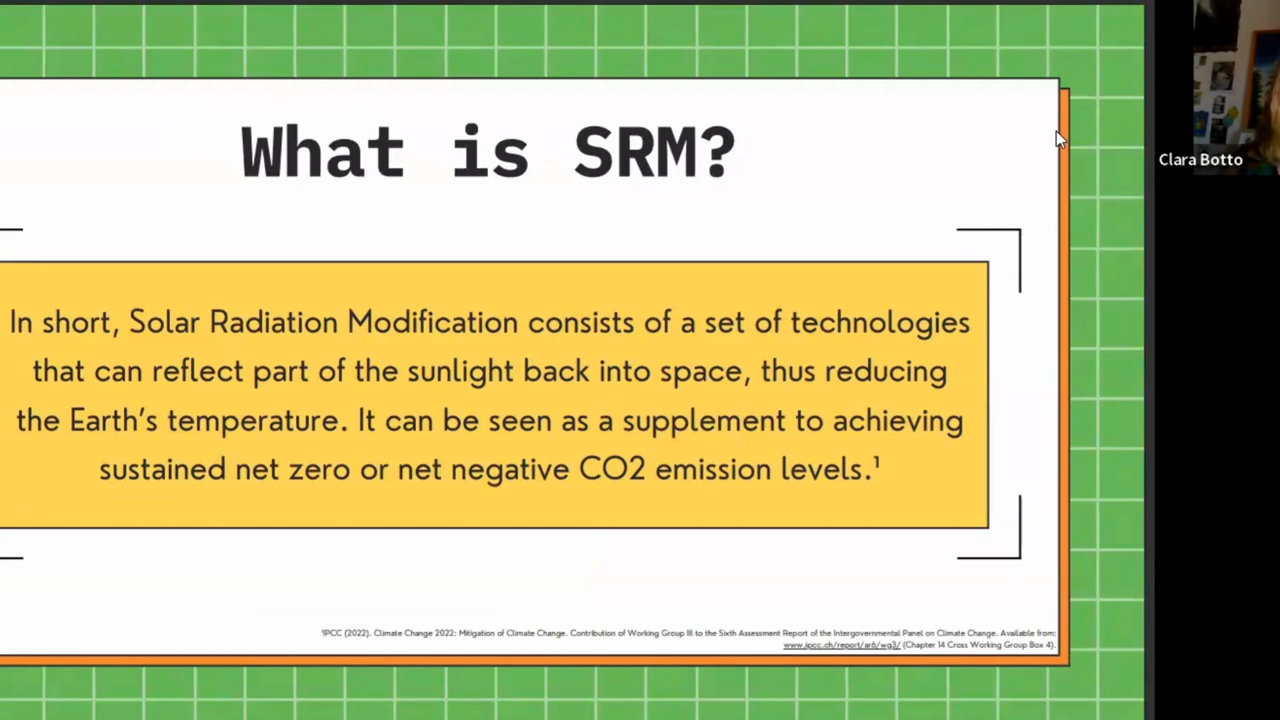 What is SRM?
Clara Botto
In short, Solar Radiation Modification consists of a set of technologies
that can reflect part of the sunlight back into space, thus reducing
the Earth's temperature. It can be seen as a supplement to achieving
sustained net zero or net negative CO2 emission levels.¹
¹IPCC (2022). Climate Change 2022: Mitigation of Climate Change. Contribution of Working Group III to the Sixth Assessment Report of the Intergovernmental Panel on Climate Change. Available from:
www.ipcc.ch/report/ar6/wg3/ (Chapter 14 Cross Working Group Box 4).